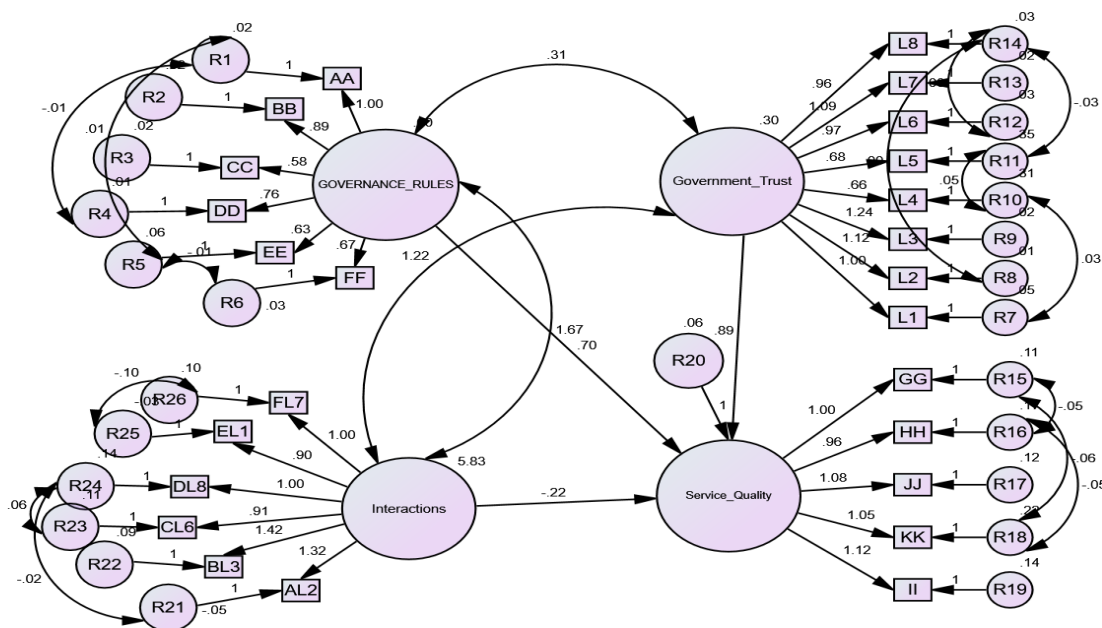 .02
.03
R1
L8
1
R14
.02
.31
1
AA
.96
R2
-.01
1
L7
1
R13
BB
1.00
1.09
.03
.89
.30
L6
1
R12
.01
.02
.97
.35
R3
1
CC
.58
.68
L5
1
R11
-.03
GOVERNANCE_RULES
Government_Trust
.31
.01
.66
L4
1
.05
R10
.76
R4
1
DD
1.24
.02
.63
L3
1
R9
.06
EE
.67
1.12
.01
R5
1
-.01
1.22
1.00
L2
1
R8
.03
1
FF
.05
R6
.03
L1
1
R7
1.67
.06
.89
.70
.11
R20
-.10
.10
GG
1
R15
R26
1
FL7
1.00
-.05
-.03
1
R25
1
EL1
1.00
.96
HH
1
R16
.90
5.83
.12
-.06
.14
R24
1
DL8
1.00
Service_Quality
1.08
JJ
1
R17
-.05
.06
.11
Interactions
-.22
R23
1
CL6
.91
1.05
.09
1.42
KK
1
R18
R22
1
BL3
1.32
1.12
.14
-.02
AL2
II
1
R19
R21
1
-.05